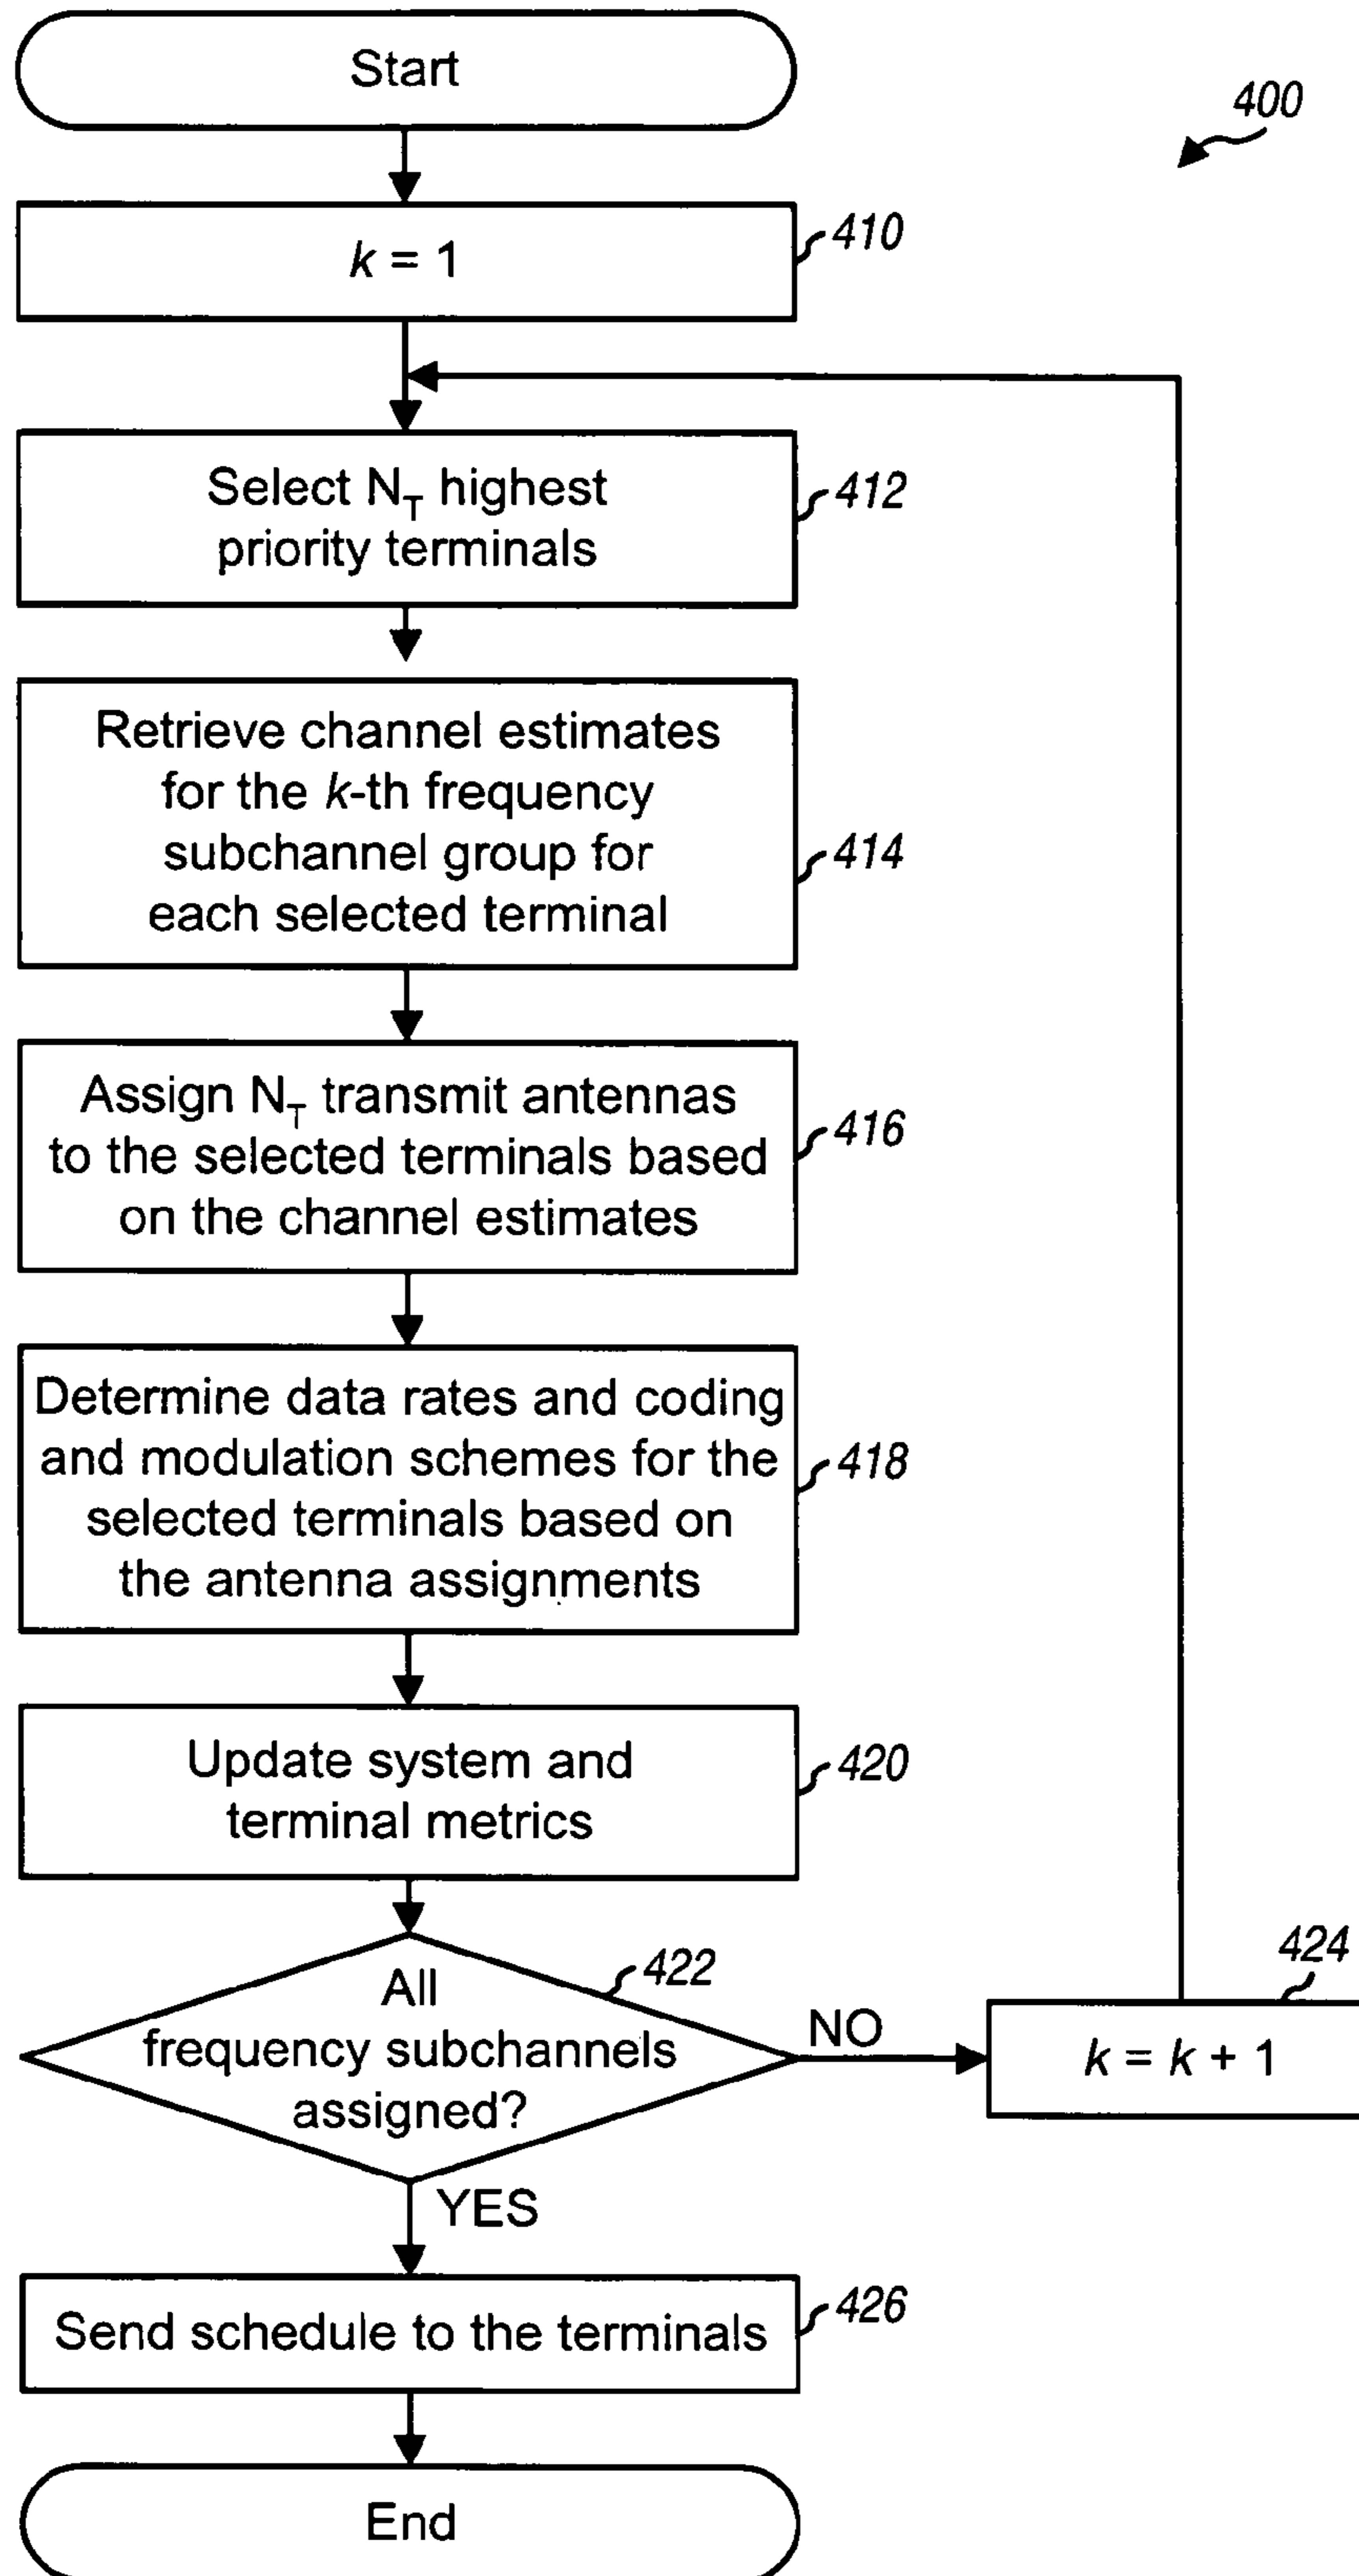 Start
400
k = 1
410
Select N_T highest
priority terminals
412
Retrieve channel estimates
for the k-th frequency
subchannel group for
each selected terminal
414
Assign N_T transmit antennas
to the selected terminals based
on the channel estimates
416
Determine data rates and coding
and modulation schemes for the
selected terminals based on
the antenna assignments
418
Update system and
terminal metrics
420
All
frequency subchannels
assigned?
422
NO
k = k + 1
424
YES
Send schedule to the terminals
426
End